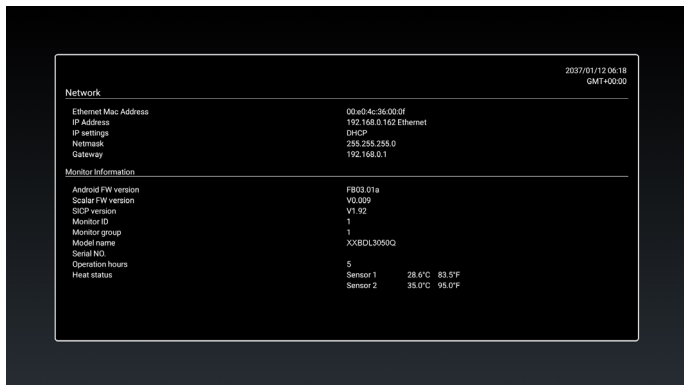 2037/01/12 06:18
GMT+00:00
Network
Ethernet Mac Address 00:e0:4c:36:00:0f
IP Address 192.168.0.162 Ethernet
IP settings DHCP
Netmask 255.255.255.0
Gateway 192.168.0.1
Monitor Information
Android FW version FB03.01a
Scalar FW version V0.009
SICP version V1.92
Monitor ID 1
Monitor group 1
Model name XXBDL3050Q
Serial NO.
Operation hours 5
Heat status Sensor 1 28.6°C 83.5°F
Sensor 2 35.0°C 95.0°F